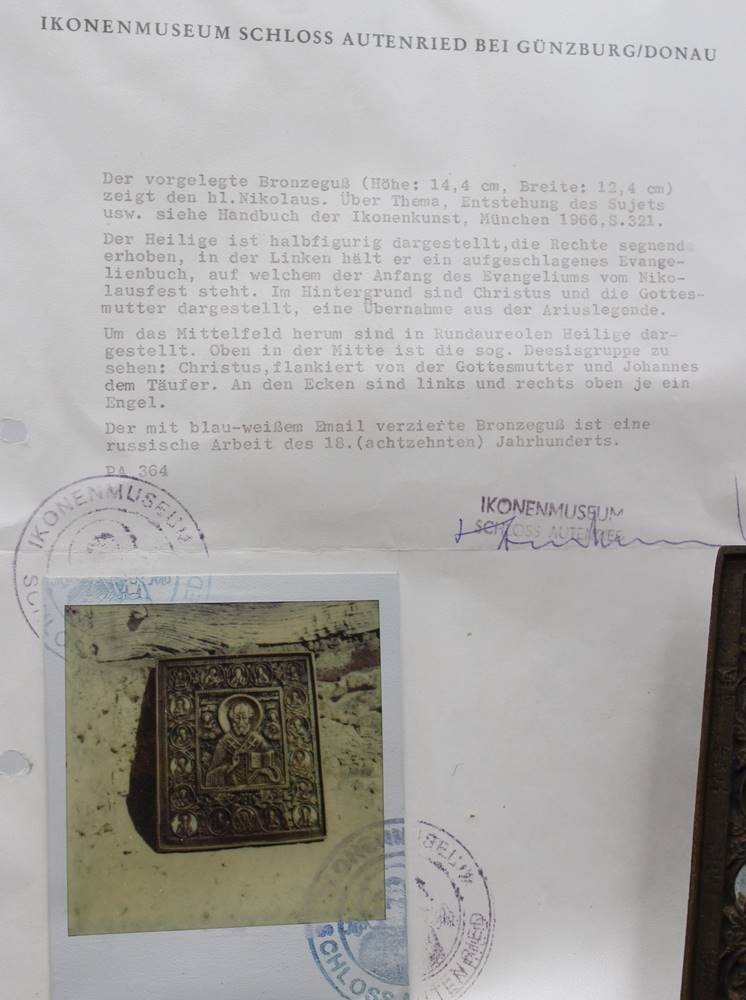 IKONENMUSEUM SCHLOSS AUTENRIED BEI GÜNZBURG/DONAU
Der vorgelegte Bronzeguß (Höhe: 14,4 cm, Breite: 12,4 cm)
zeigt den hl.Nikolaus. Über Thema, Entstehung des Sujets
usw. siehe Handbuch der Ikonenkunst, München 1966,S.321.
Der Heilige ist halbfigurig dargestellt,die Rechte segnend
erhoben, in der Linken hält er ein aufgeschlagenes Evange-
lienbuch, auf welchem der Anfang des Evangeliums vom Niko-
lausfest steht. Im Hintergrund sind Christus und die Gottes-
mutter dargestellt, eine Übernahme aus der Ariuslegende.
Um das Mittelfeld herum sind in Rundaureolen Heilige dar-
gestellt. Oben in der Mitte ist die sog. Deesisgruppe zu
sehen: Christus,flankiert von der Gottesmutter und Johannes
dem Täufer. An den Ecken sind links und rechts oben je ein
Engel.
Der mit blau-weißem Email verzierte Bronzeguß ist eine
russische Arbeit des 18.(achtzehnten) Jahrhunderts.
PA 364
IKONENMUSEUM
IKONENMUSEUM
SCHLOSS
SCHLOSS AUTENRIED